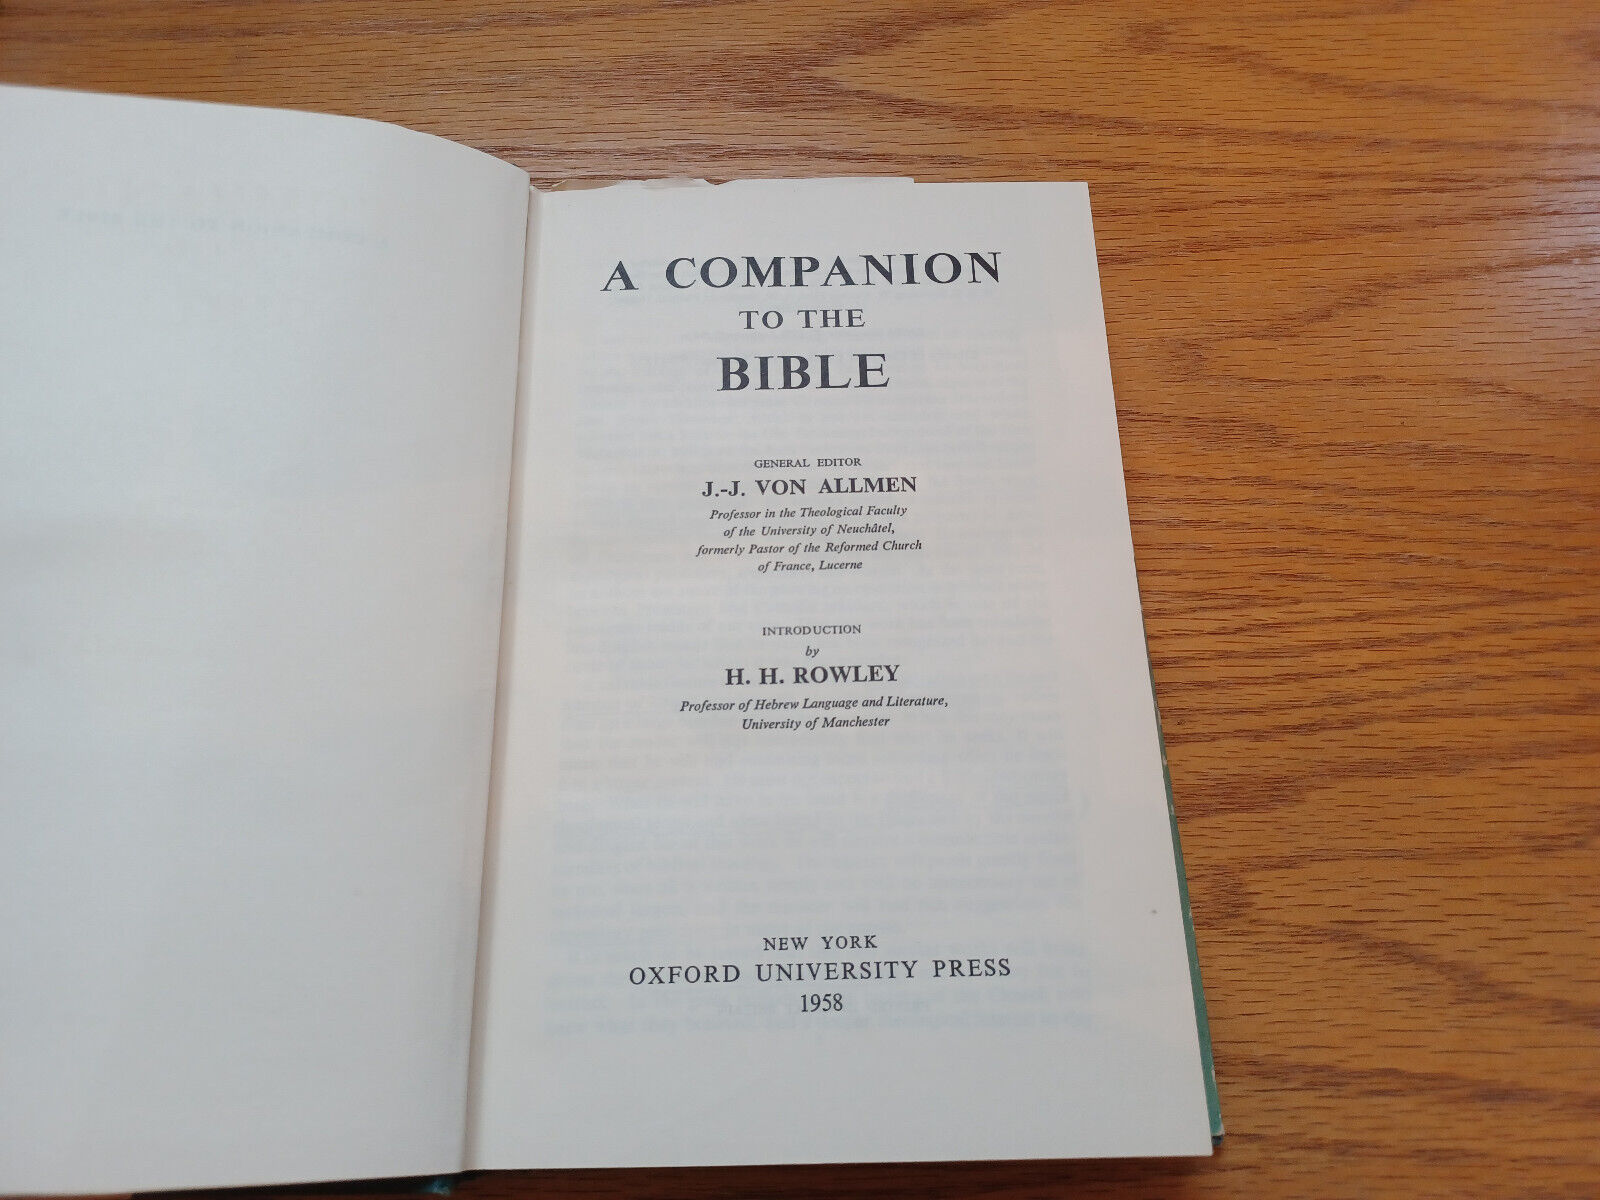 A COMPANION
TO THE
BIBLE
GENERAL EDITOR
J.-J. VON ALLMEN
Professor in the Theological Faculty
of the University of Neuchâtel,
formerly Pastor of the Reformed Church
of France, Lucerne
INTRODUCTION
by
H. H. ROWLEY
Professor of Hebrew Language and Literature,
University of Manchester
NEW YORK
OXFORD UNIVERSITY PRESS
1958